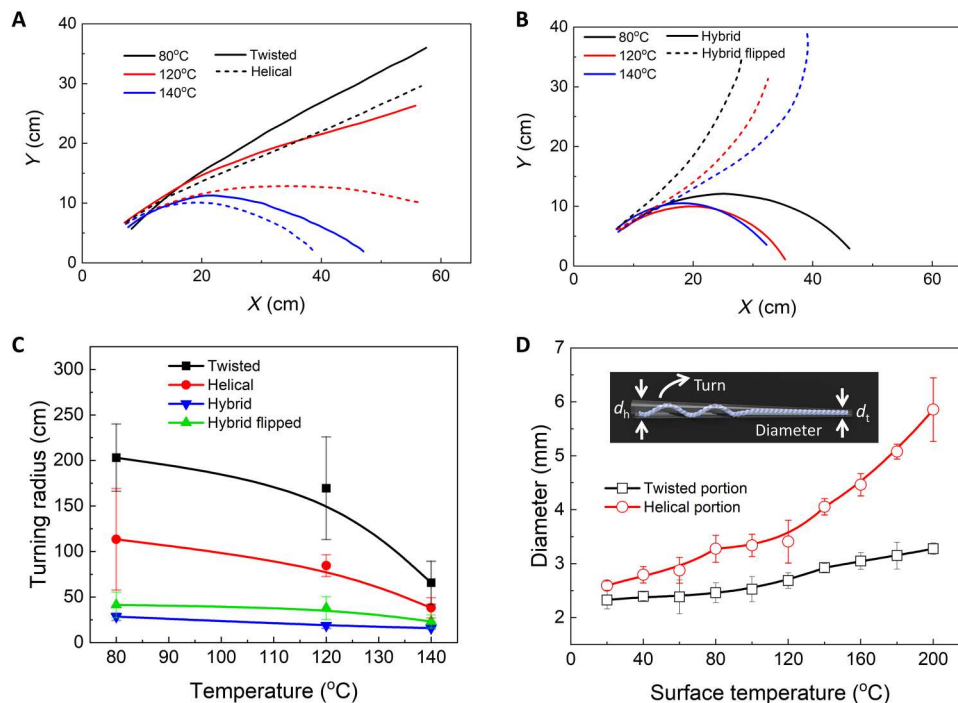 A
40
30
20
10
0
Y (cm)
0 20 40 60
X (cm)
80°C
120°C
140°C
Twisted
Helical
B
40
30
20
10
0
Y (cm)
0 20 40 60
X (cm)
80°C
120°C
140°C
Hybrid
Hybrid flipped
C
300
250
200
150
100
50
0
Turning radius (cm)
80 90 100 110 120 130 140
Temperature (°C)
Twisted
Helical
Hybrid
Hybrid flipped
D
7
6
5
4
3
2
Diameter (mm)
0 40 80 120 160 200
Surface temperature (°C)
Turn
dh
dt
Diameter
Twisted portion
Helical portion